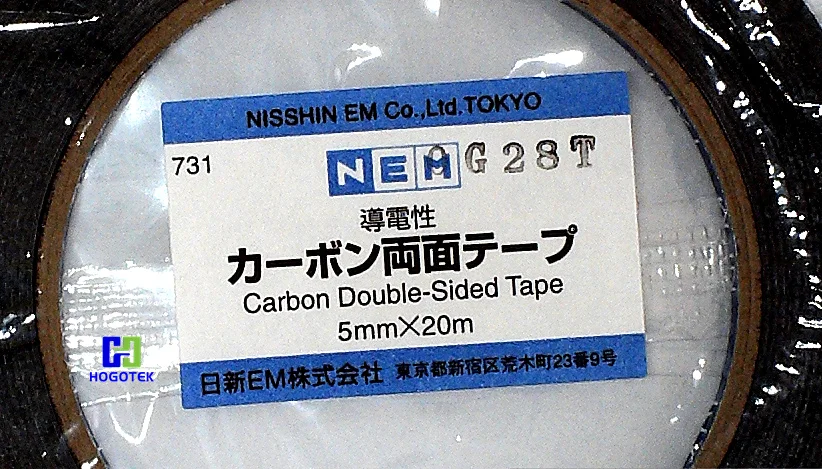 NISSHIN EM Co.,Ltd.TOKYO
731
NEM
9G28T
導電性
カーボン両面テープ
Carbon Double-Sided Tape
5mm×20m
日新EM株式会社 東京都新宿区荒木町23番9号
HOGOTEK